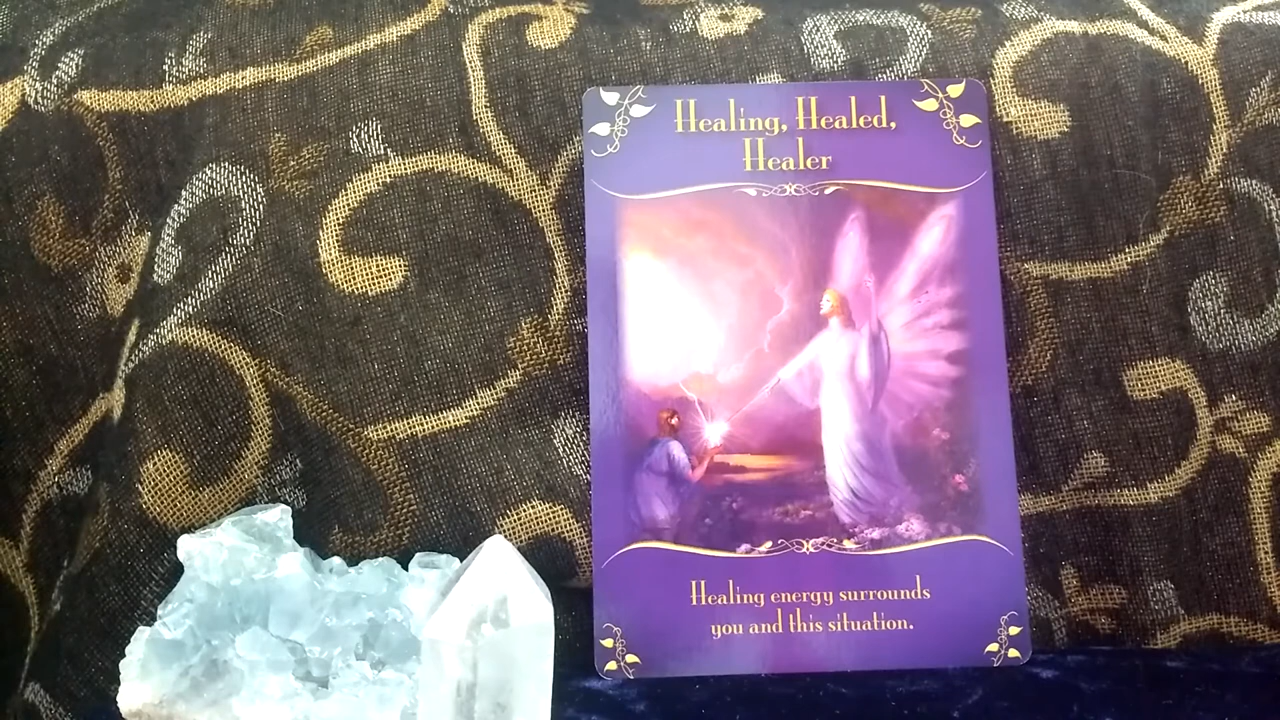 Healing, Healed,
Healer
Healing energy surrounds
you and this situation.